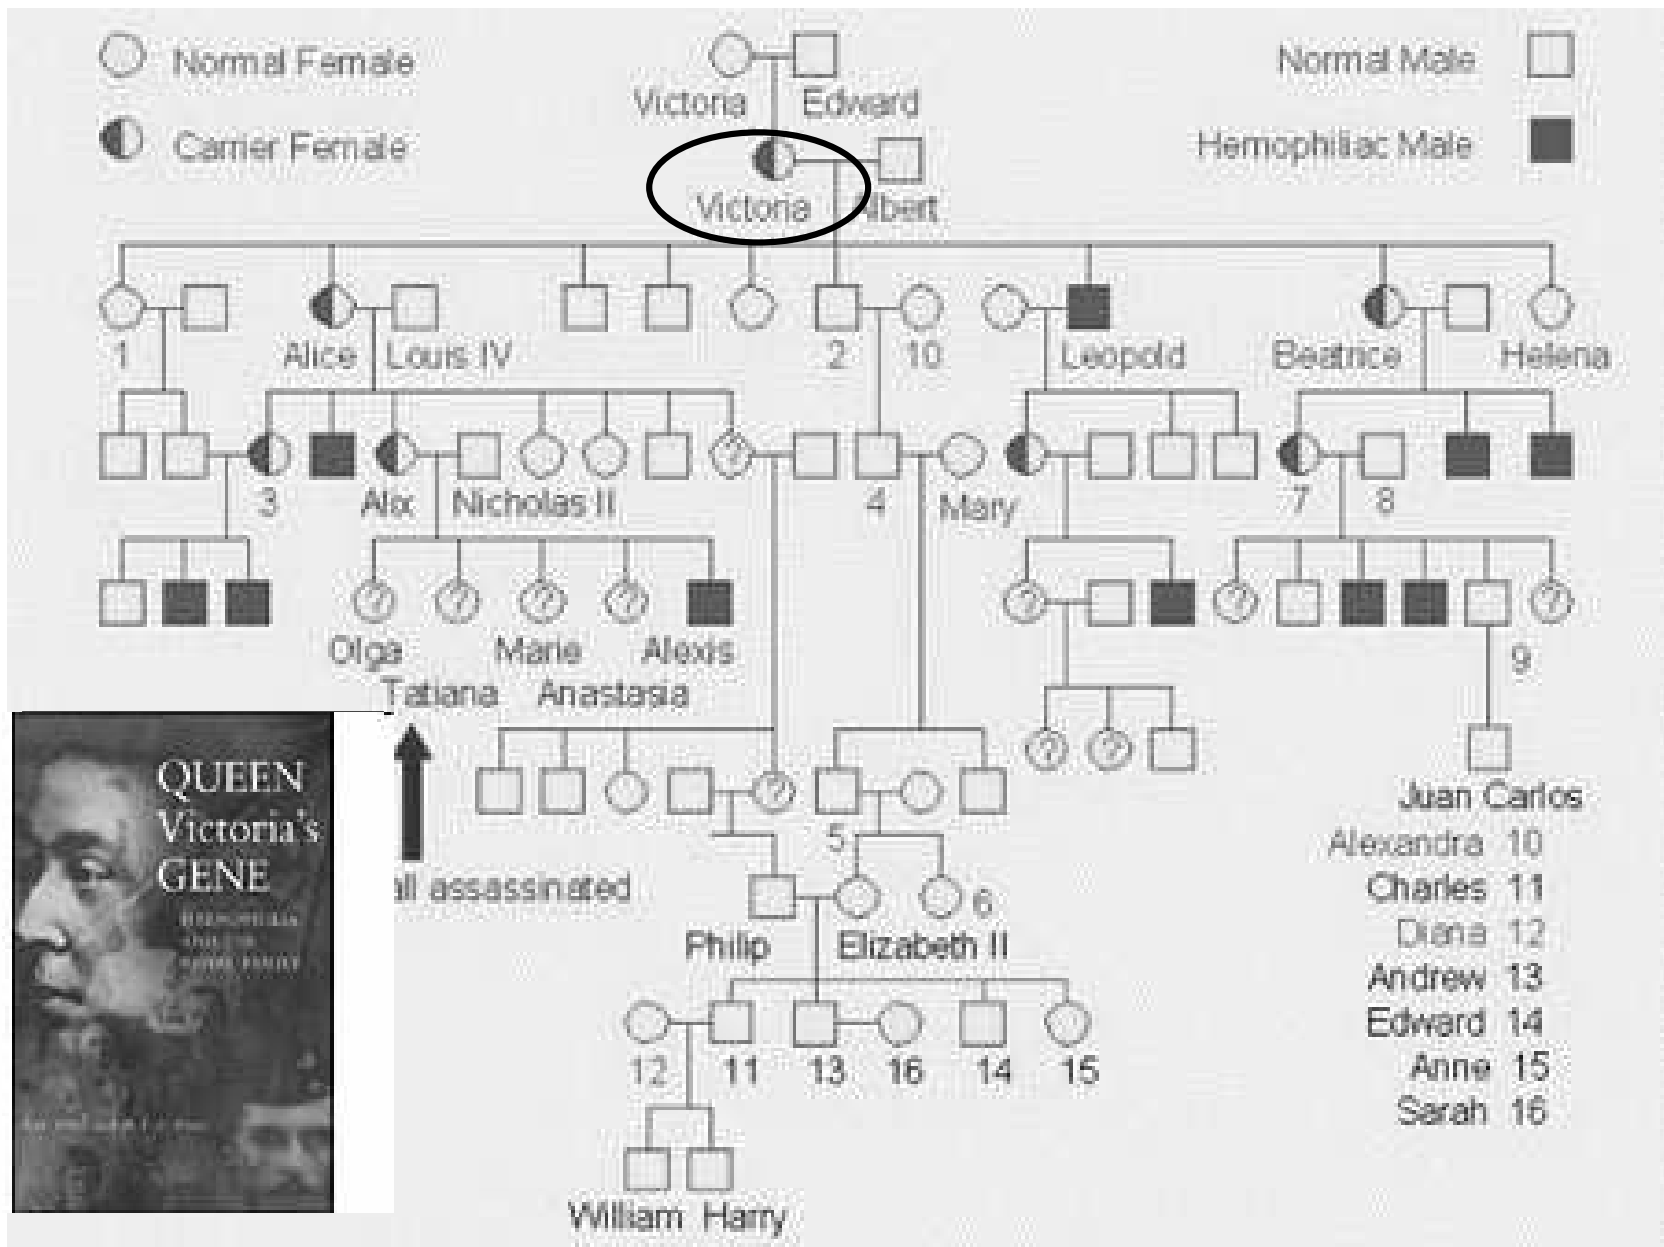 Normal Female
Normal Male
Victoria Edward
Carrier Female
Hemophiliac Male
Victoria Albert
1 Alice Louis IV 2 10 Leopold Beatrice Helena
? 
3 Alix Nicholas II 4 Mary 7 8
? ? ? ? ? ? ?
Olga Marie Alexis 9
Tatiana Anastasia
? ?
QUEEN
Victoria's
GENE
?
Juan Carlos
5
Alexandra 10
all assassinated
Charles 11
6
Diana 12
Philip Elizabeth II
Andrew 13
Edward 14
12 11 13 16 14 15
Anne 15
Sarah 16
William Harry